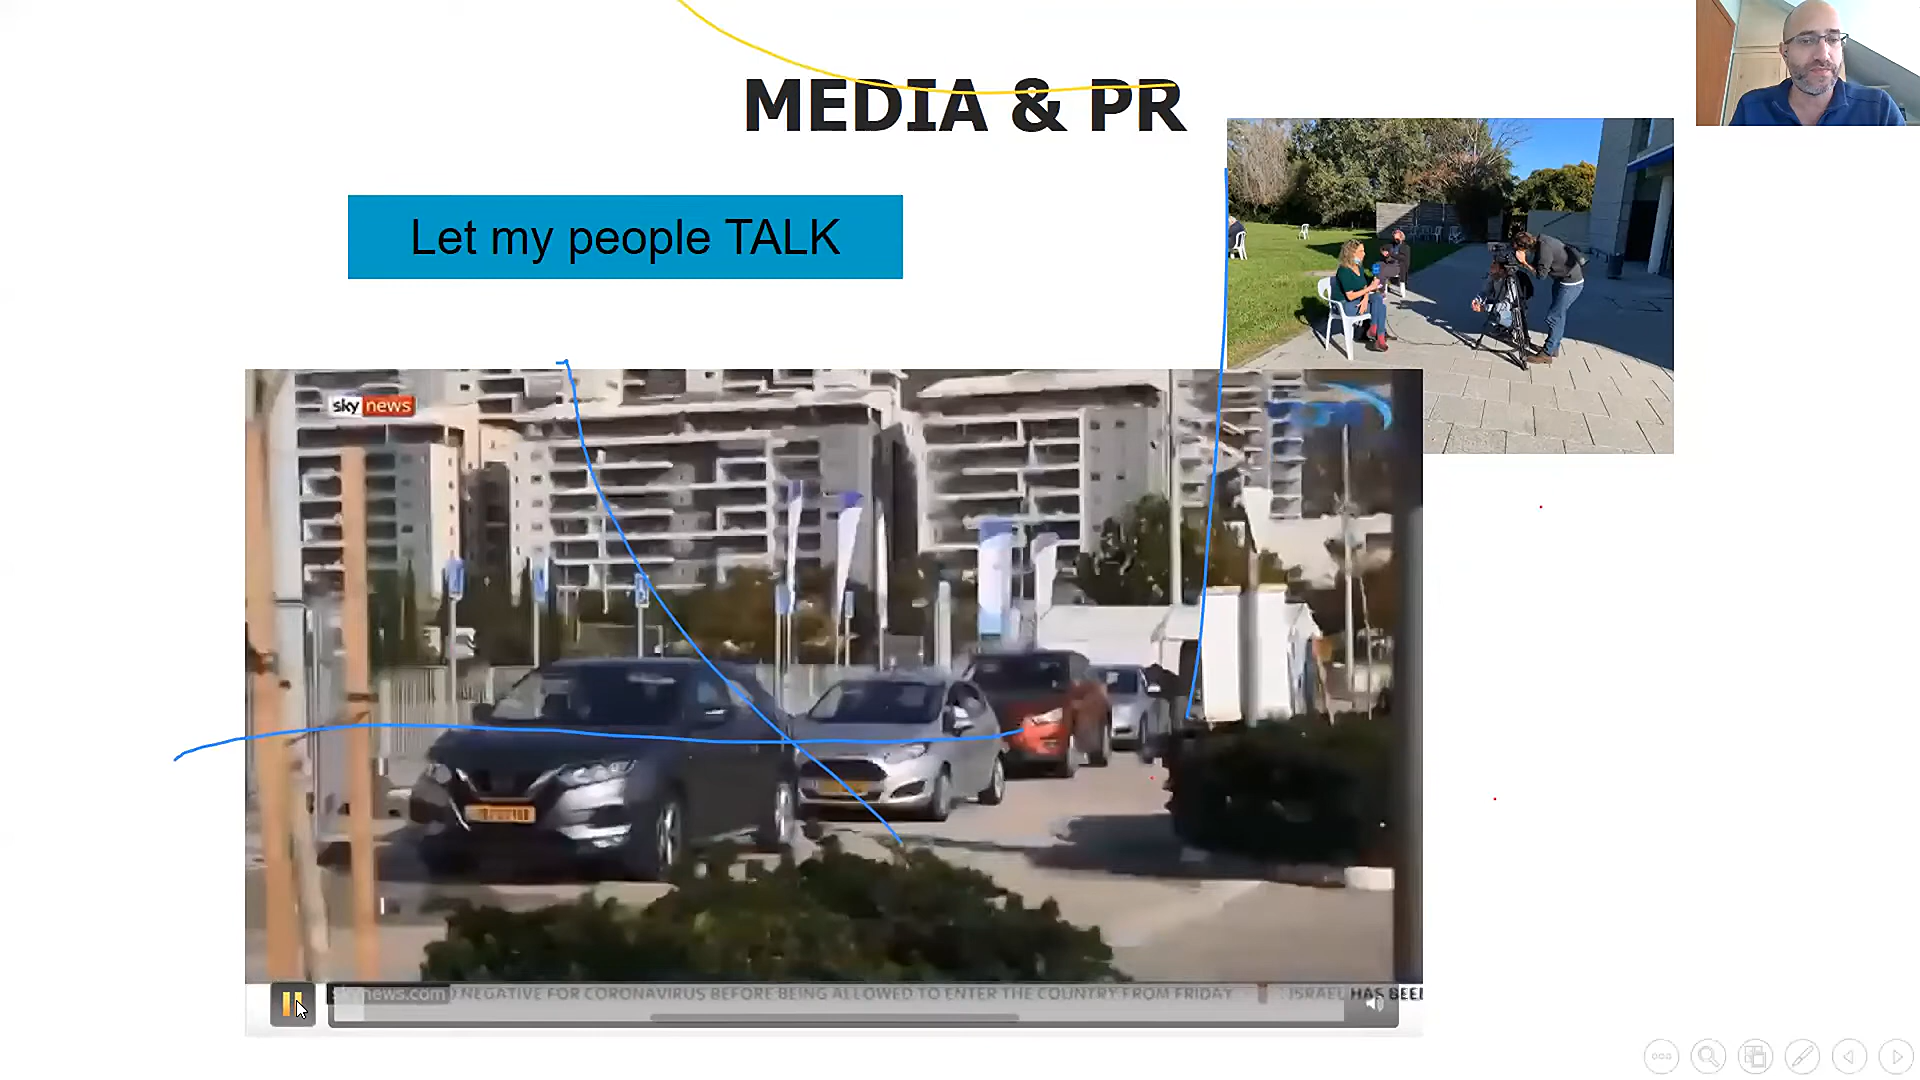 MEDIA & PR
Let my people TALK
sky news
skynews.com
NEGATIVE FOR CORONAVIRUS BEFORE BEING ALLOWED TO ENTER THE COUNTRY FROM FRIDAY ISRAEL HAS BEE